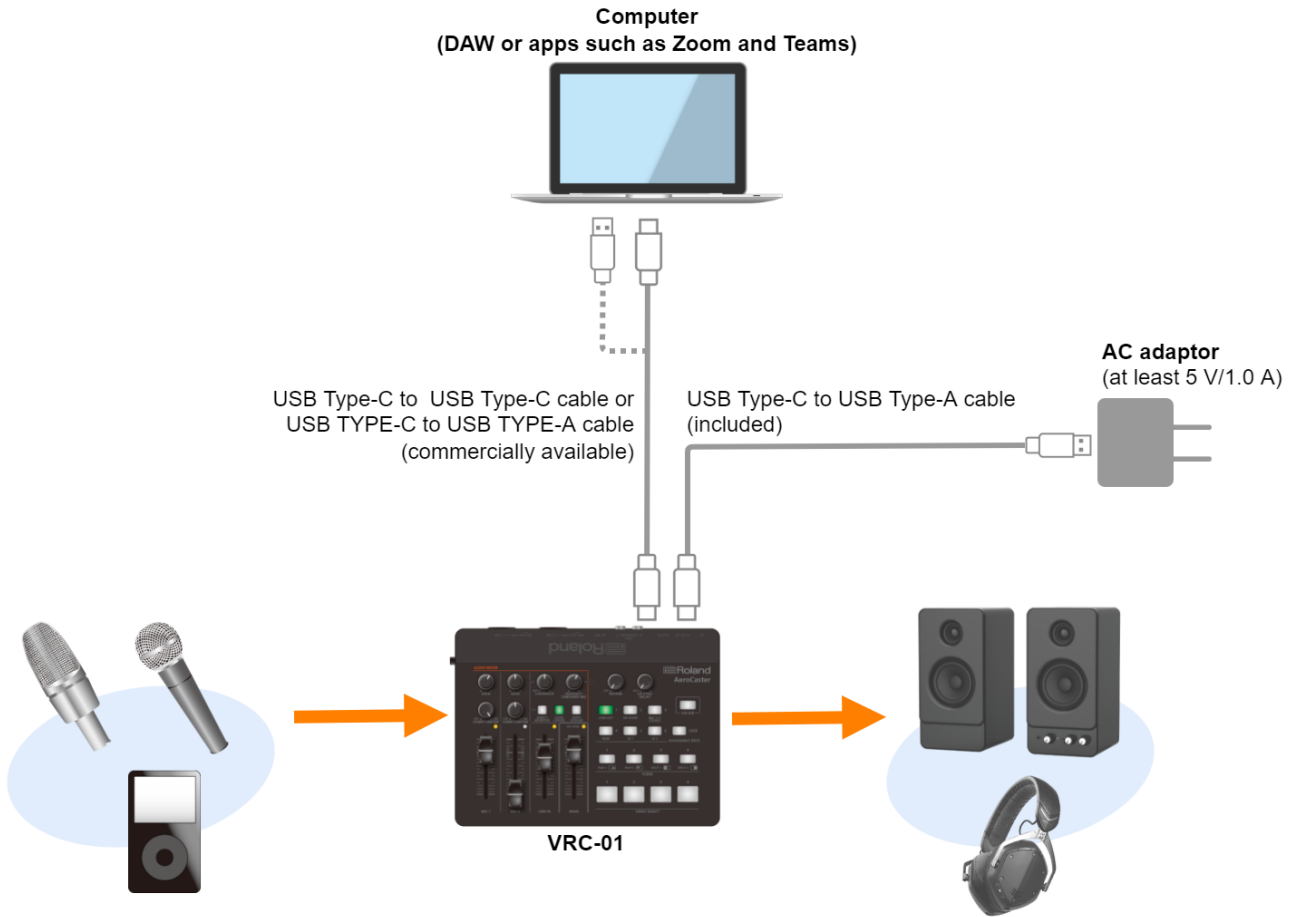 Computer
(DAW or apps such as Zoom and Teams)
AC adaptor
(at least 5 V/1.0 A)
USB Type-C to  USB Type-C cable or
USB TYPE-C to USB TYPE-A cable
(commercially available)
USB Type-C to USB Type-A cable
(included)
Roland
Roland
AeroCaster
VRC-01